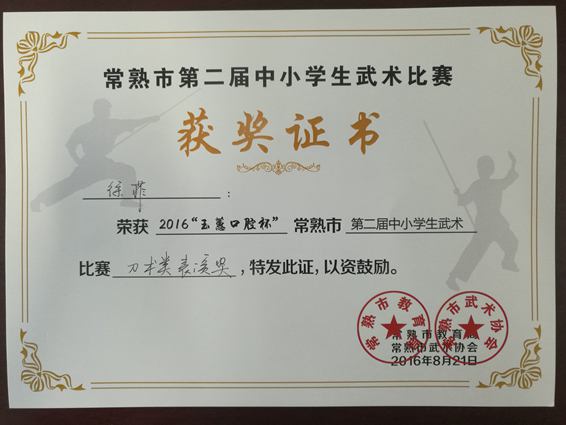 常熟市第二届中小学生武术比赛
获奖证书
徐菲:
荣获 2016“玉蕙口腔杯” 常熟市 第二届中小学生武术
比赛 刀术类表演奖,特发此证,以资鼓励。
常熟市教育局
常熟市武术协会
常熟市教育局
常熟市武术协会
2016年8月21日